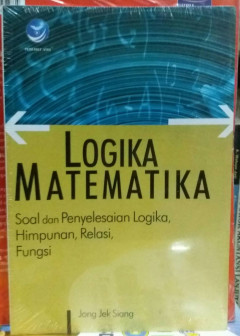 LOGIKA
MATEMATIKA
Soal dan Penyelesaian Logika,
Himpunan, Relasi,
Fungsi
Jong Jek Siang